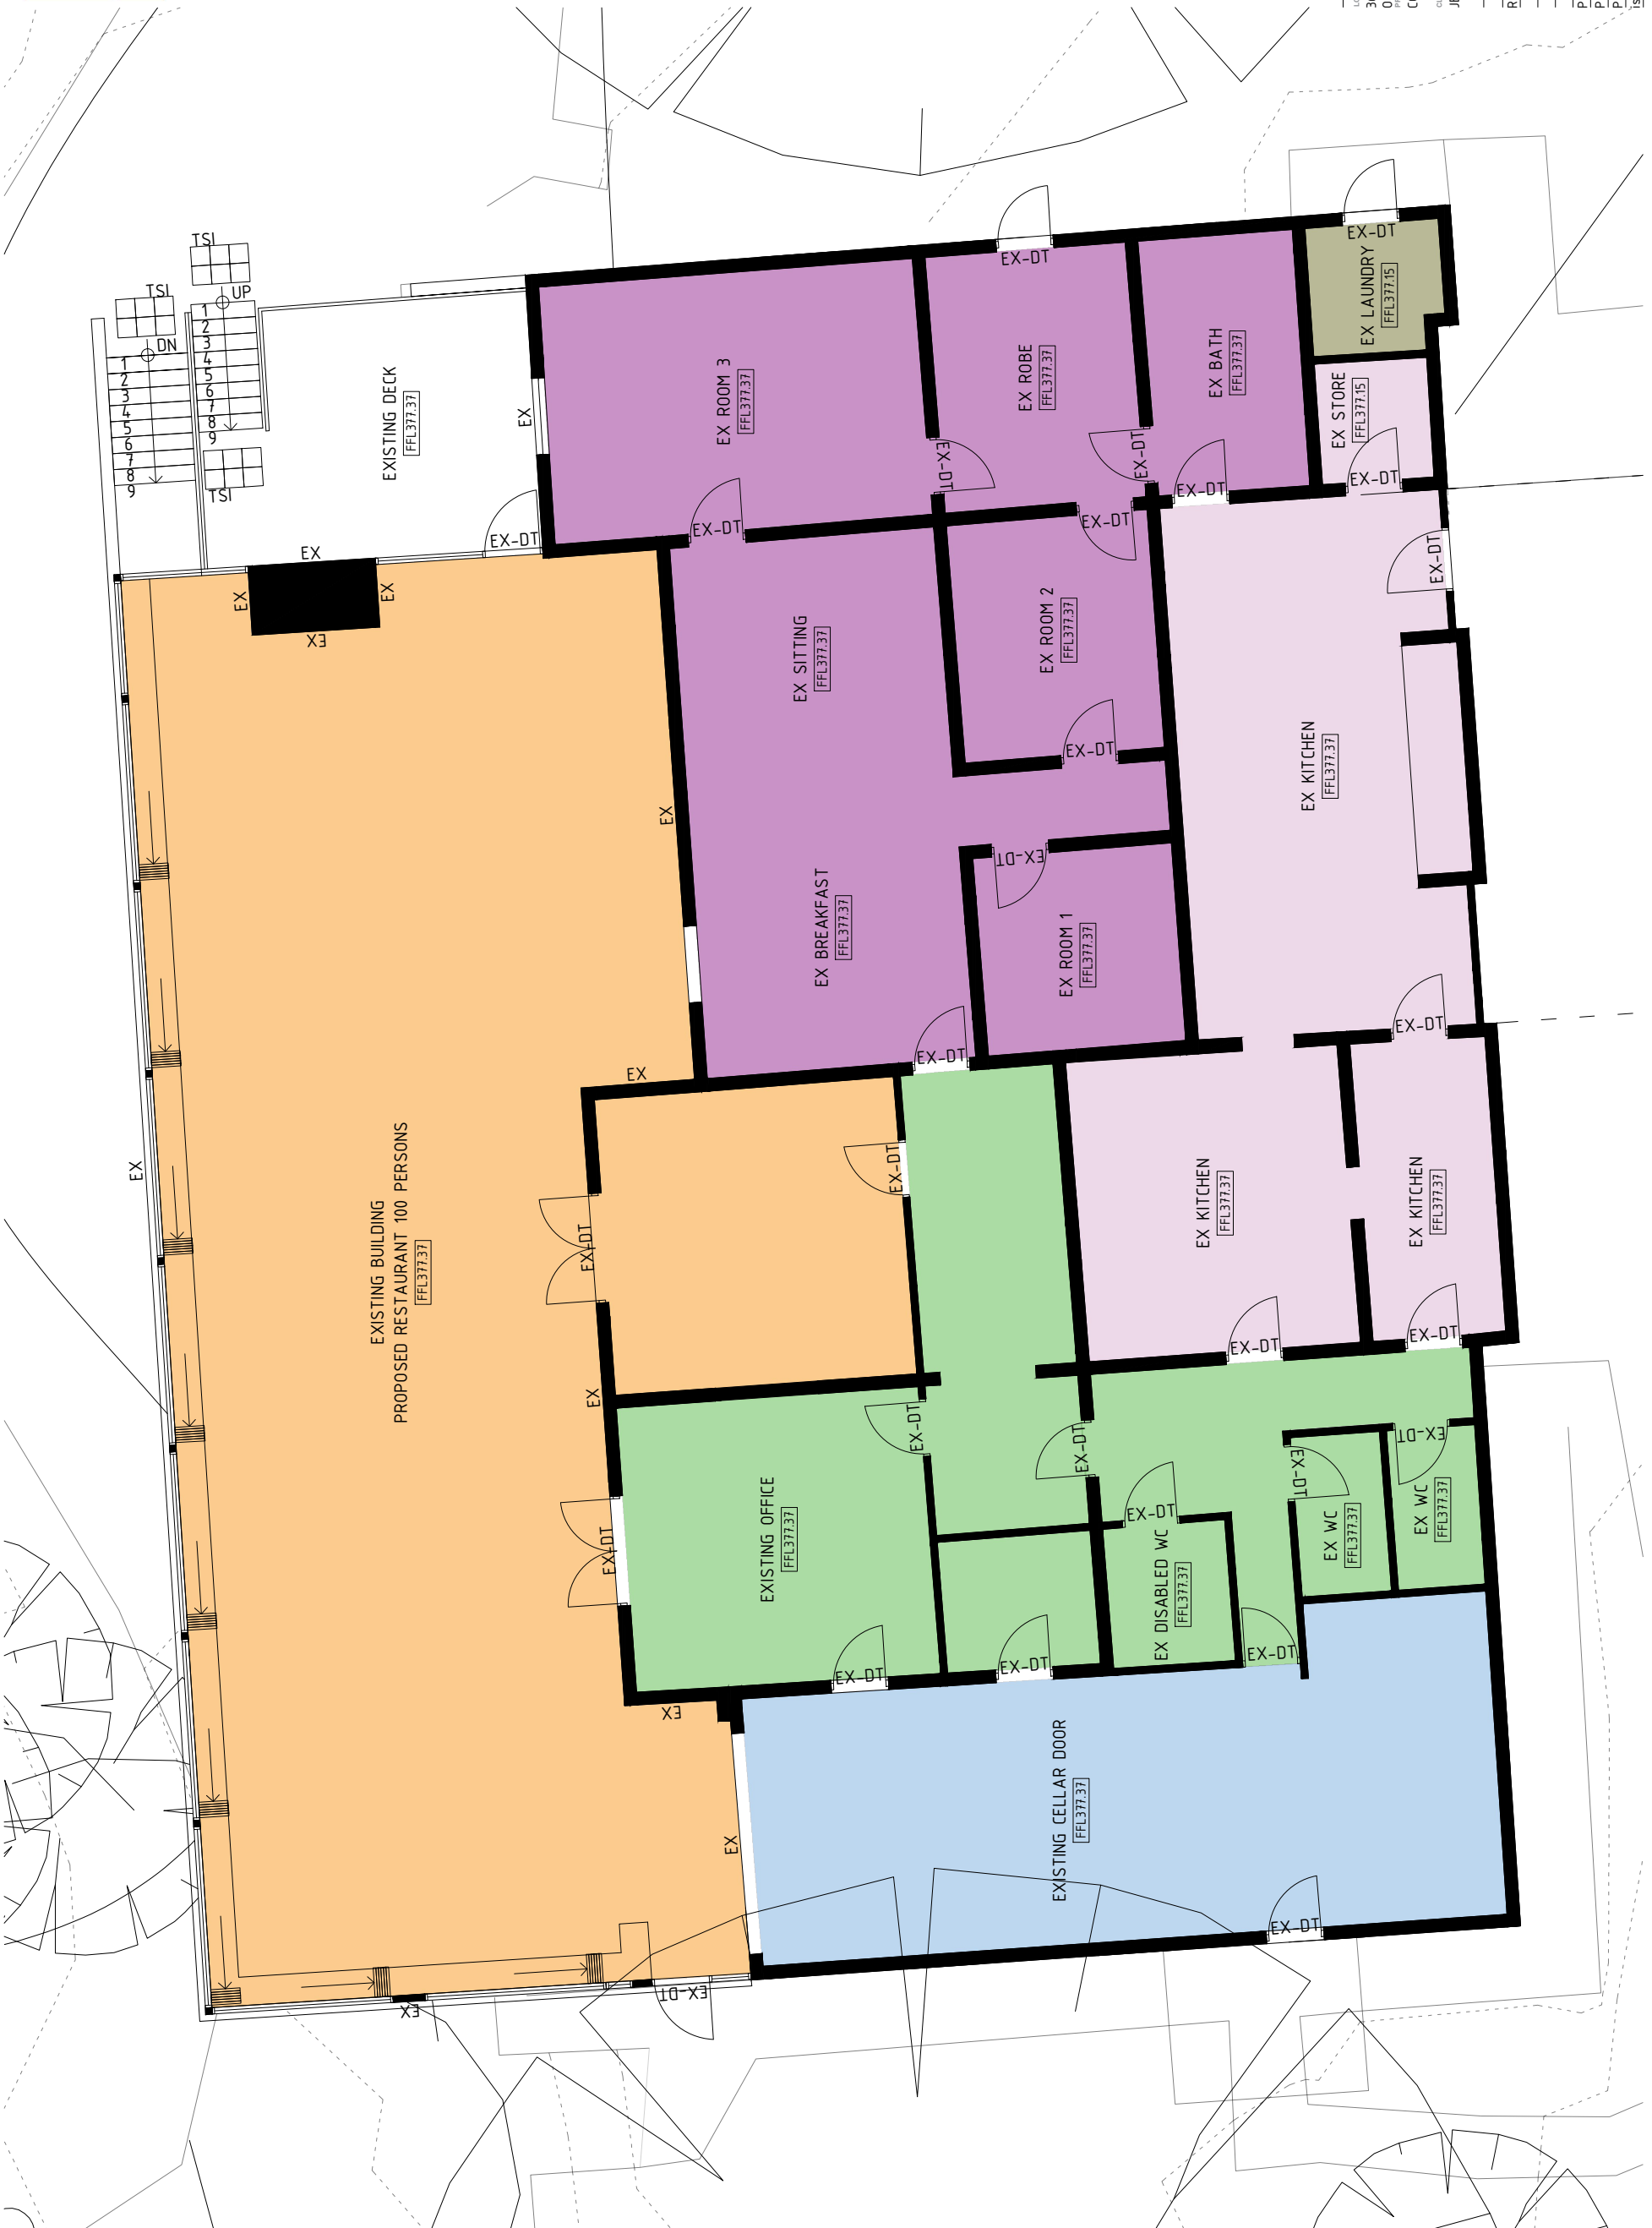 TSI
TSI
UP
DN
1
2
3
4
5
6
7
8
9
1
2
3
4
5
6
7
8
9
TSI
EXISTING DECK
FFL377.37
EX
EX-DT
EX
EX
EX
EX
EX ROOM 3
FFL377.37
EX-DT
EX-DT
EX ROBE
FFL377.37
EX-DT
EX-DT
EX-DT
EX BATH
FFL377.37
EX-DT
EX LAUNDRY
FFL377.15
EX-DT
EX STORE
FFL377.15
EX-DT
EX-DT
EX SITTING
FFL377.37
EX ROOM 2
FFL377.37
EX-DT
EX KITCHEN
FFL377.37
EX
EX BREAKFAST
FFL377.37
EX-DT
EX ROOM 1
FFL377.37
EX-DT
EX-DT
EX
EX
EXISTING BUILDING
PROPOSED RESTAURANT 100 PERSONS
FFL377.37
EX-DT
EX-DT
EX KITCHEN
FFL377.37
EX KITCHEN
FFL377.37
EX-DT
EX-DT
EX
EX-DT
EX-DT
EX-DT
EXISTING OFFICE
FFL377.37
EX-DT
EX-DT
EX DISABLED WC
FFL377.37
EX-DT
EX WC
FFL377.37
EX-DT
EX WC
FFL377.37
EX-DT
EX-DT
EX-DT
EX
EX
EXISTING CELLAR DOOR
FFL377.37
EX-DT
EX-DT
EX